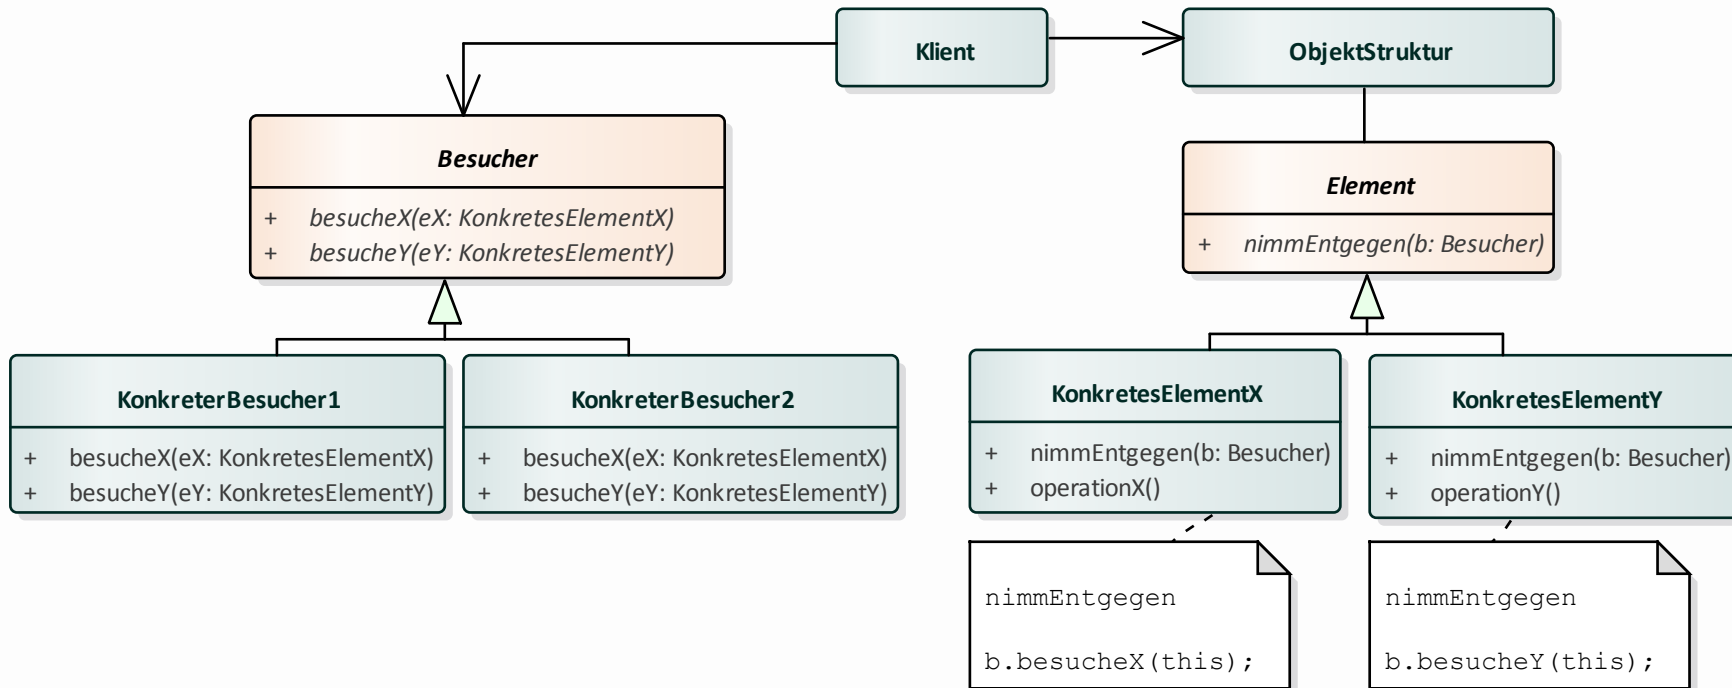 Klient
ObjektStruktur
Besucher
+ besucheX(eX: KonkretesElementX)
+ besucheY(eY: KonkretesElementY)
Element
+ nimmEntgegen(b: Besucher)
KonkreterBesucher1
+ besucheX(eX: KonkretesElementX)
+ besucheY(eY: KonkretesElementY)
KonkreterBesucher2
+ besucheX(eX: KonkretesElementX)
+ besucheY(eY: KonkretesElementY)
KonkretesElementX
+ nimmEntgegen(b: Besucher)
+ operationX()
KonkretesElementY
+ nimmEntgegen(b: Besucher)
+ operationY()
nimmEntgegen
b.besucheX(this);
nimmEntgegen
b.besucheY(this);